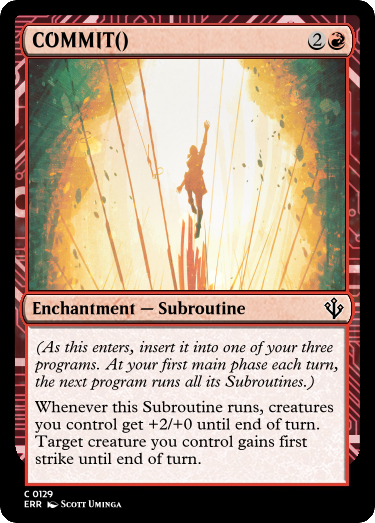 COMMIT() 2
Enchantment — Subroutine
(As this enters, insert it into one of your three
programs. At your first main phase each turn,
the next program runs all its Subroutines.)
Whenever this Subroutine runs, creatures
you control get +2/+0 until end of turn.
Target creature you control gains first
strike until end of turn.
C 0129
ERR Scott Uminga